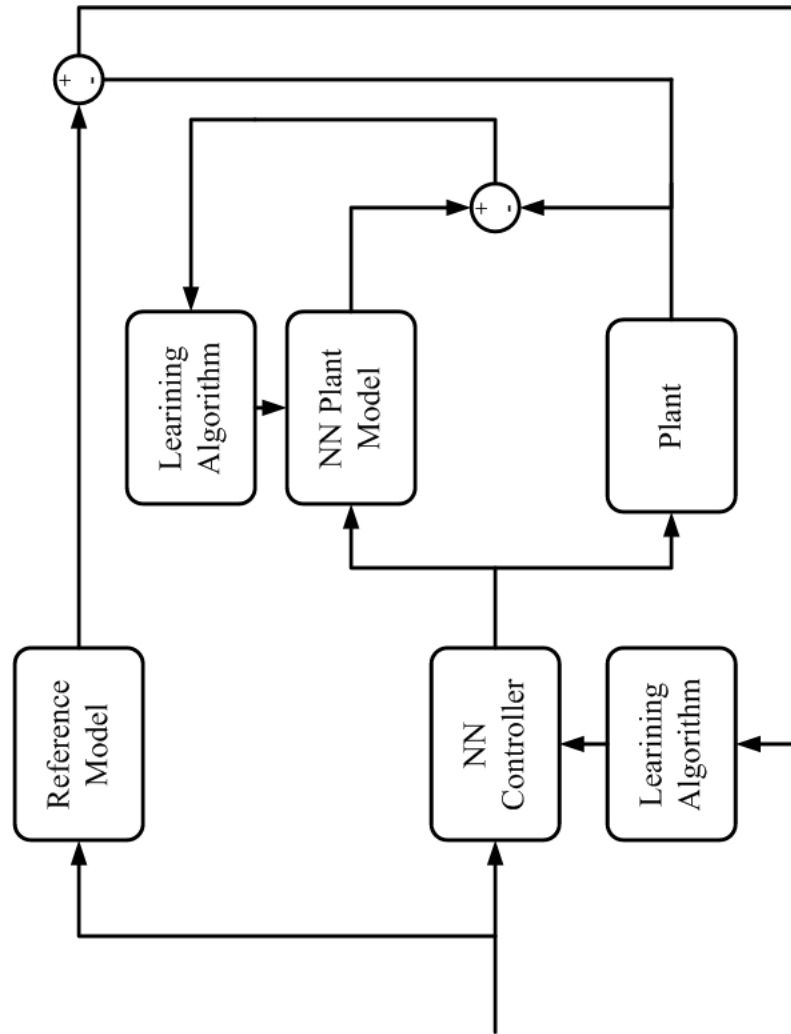 Reference
Model
+
-
Learining
Algorithm
NN Plant
Model
+
-
NN
Controller
Learining
Algorithm
Plant